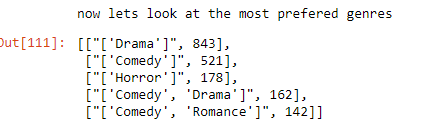 now lets look at the most prefered genres
Out[111]: [["['Drama']", 843],
["['Comedy']", 521],
["['Horror']", 178],
["['Comedy', 'Drama']", 162],
["['Comedy', 'Romance']", 142]]